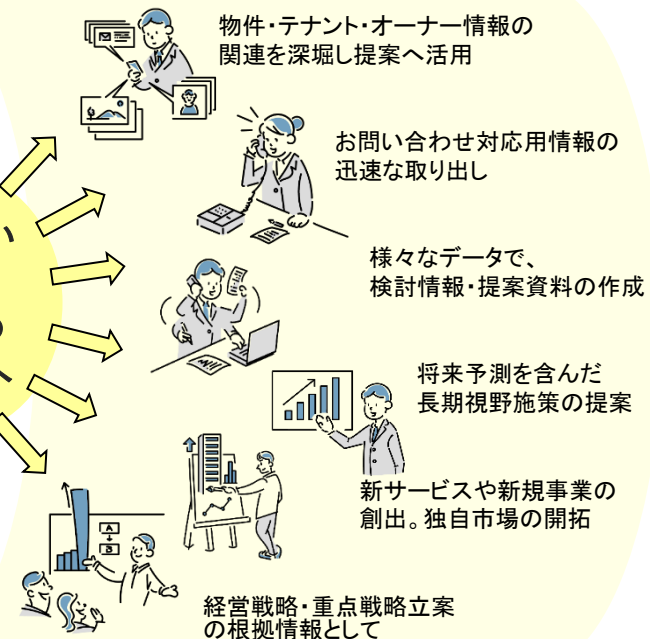 物件・テナント・オーナー情報の
関連を深堀し提案へ活用
お問い合わせ対応用情報の
迅速な取り出し
様々なデータで、
検討情報・提案資料の作成
将来予測を含んだ
長期視野施策の提案
新サービスや新規事業の
創出。独自市場の開拓
A
B
経営戦略・重点戦略立案
の根拠情報として